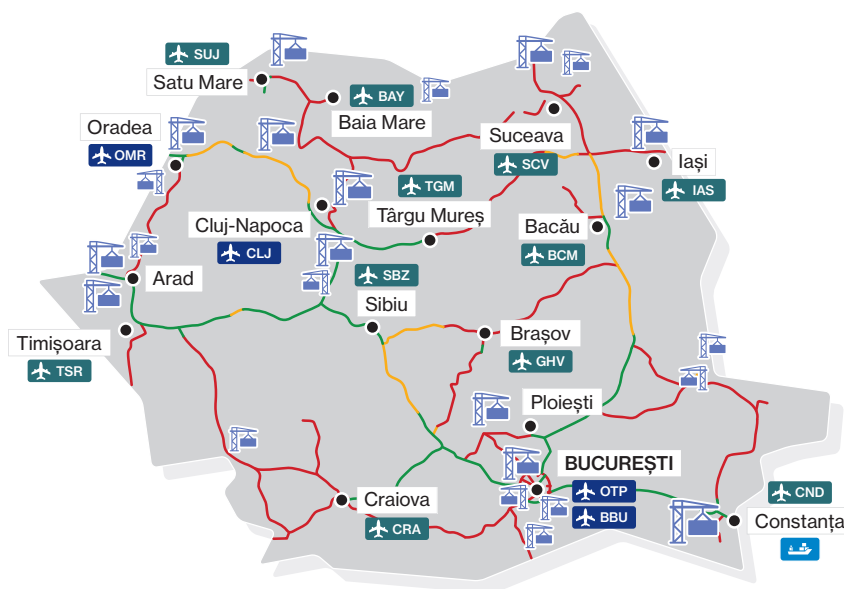 SUJ
Satu Mare
BAY
Baia Mare
Oradea
OMR
Suceava
SCV
Iași
IAS
TGM
Târgu Mureș
Cluj-Napoca
CLJ
Bacău
BCM
Arad
SBZ
Sibiu
Timișoara
TSR
Brașov
GHV
Ploiești
BUCUREȘTI
OTP
BBU
Craiova
CRA
CND
Constanța